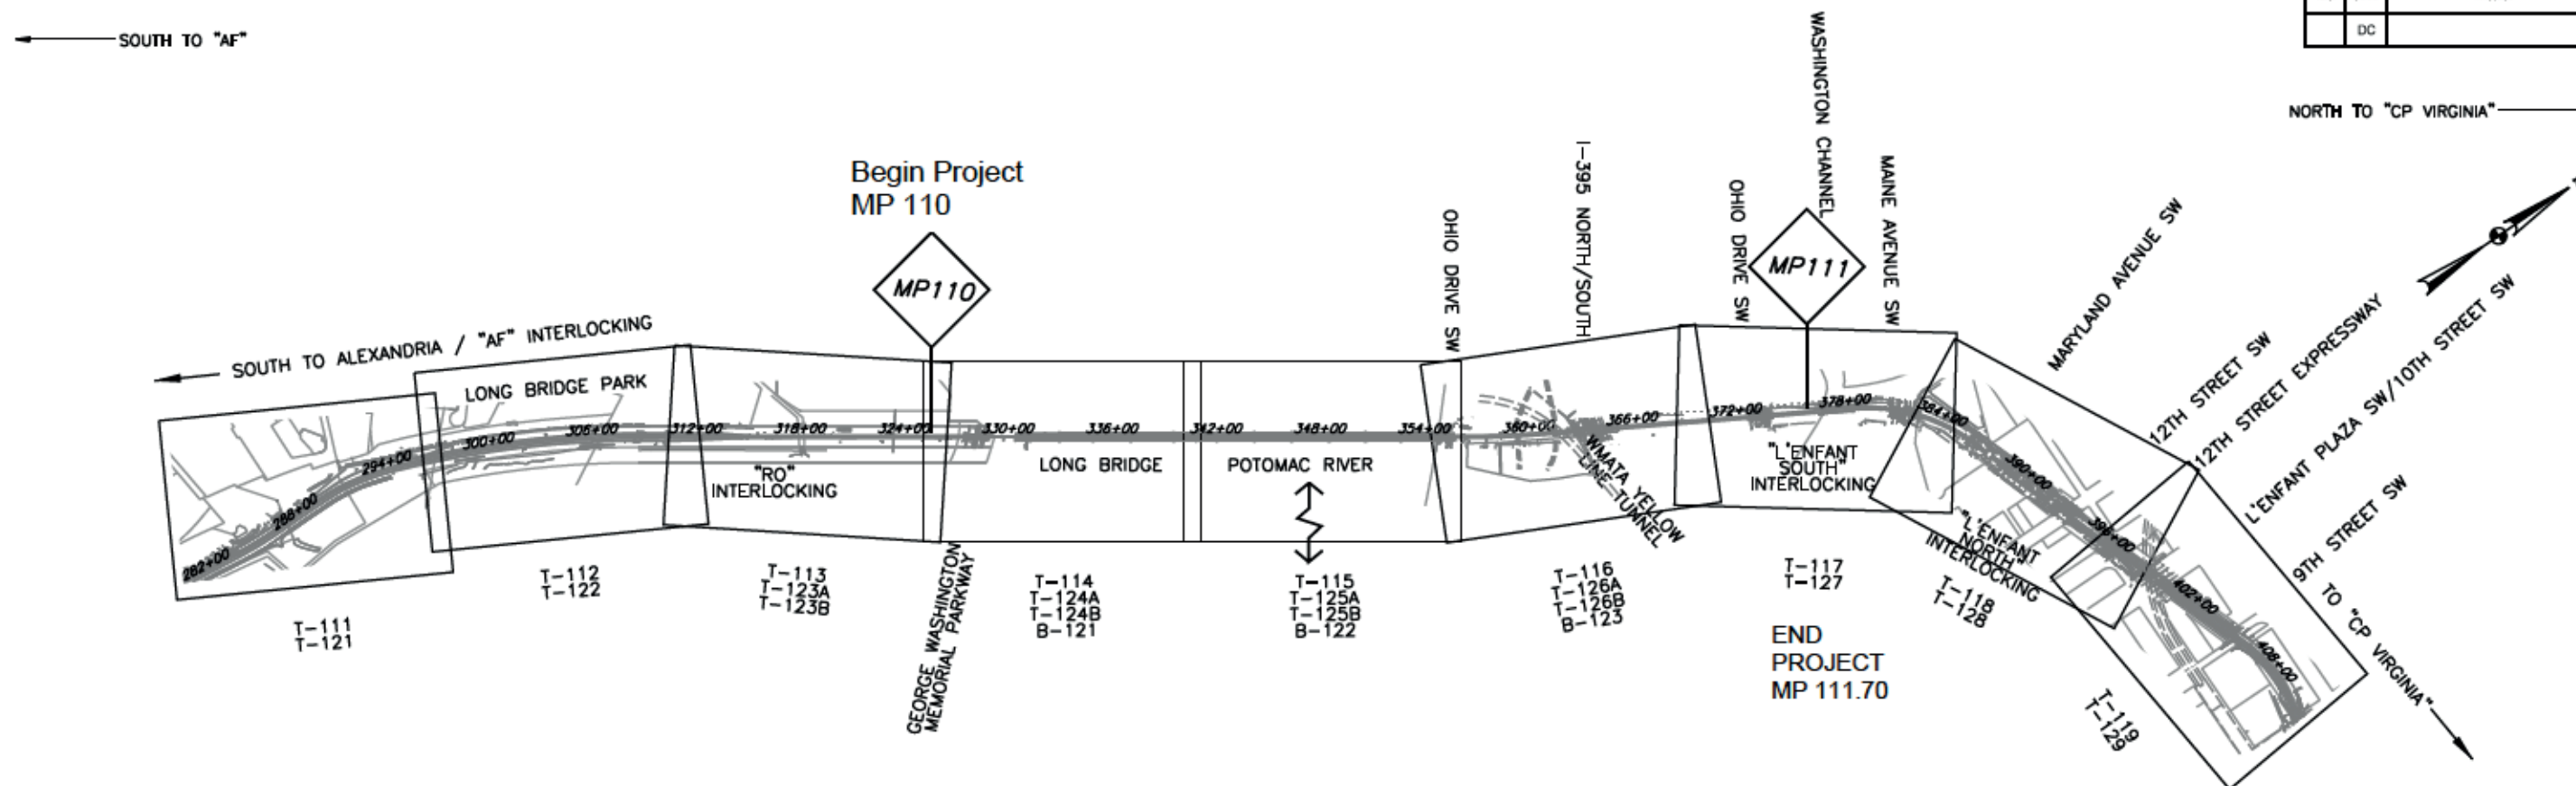 SOUTH TO "AF"
DC
NORTH TO "CP VIRGINIA"
Begin Project
MP 110
MP110
MP111
WASHINGTON CHANNEL
I-395 NORTH/SOUTH
OHIO DRIVE SW
OHIO DRIVE SW
MAINE AVENUE SW
MARYLAND AVENUE SW
12TH STREET SW
12TH STREET EXPRESSWAY
L'ENFANT PLAZA SW/10TH STREET SW
9TH STREET SW
TO "CP VIRGINIA"
SOUTH TO ALEXANDRIA / "AF" INTERLOCKING
LONG BRIDGE PARK
282+00
288+00
294+00
300+00
306+00
312+00
318+00
324+00
330+00
336+00
342+00
348+00
354+00
360+00
366+00
372+00
378+00
384+00
390+00
396+00
402+00
408+00
"RO"
INTERLOCKING
LONG BRIDGE
POTOMAC RIVER
WMATA YELLOW
LINE TUNNEL
"L'ENFANT
SOUTH"
INTERLOCKING
"L'ENFANT
NORTH"
INTERLOCKING
GEORGE WASHINGTON
MEMORIAL PARKWAY
T-111
T-121
T-112
T-122
T-113
T-123A
T-123B
T-114
T-124A
T-124B
B-121
T-115
T-125A
T-125B
B-122
T-116
T-126A
T-126B
B-123
T-117
T-127
T-118
T-128
T-119
T-129
END
PROJECT
MP 111.70